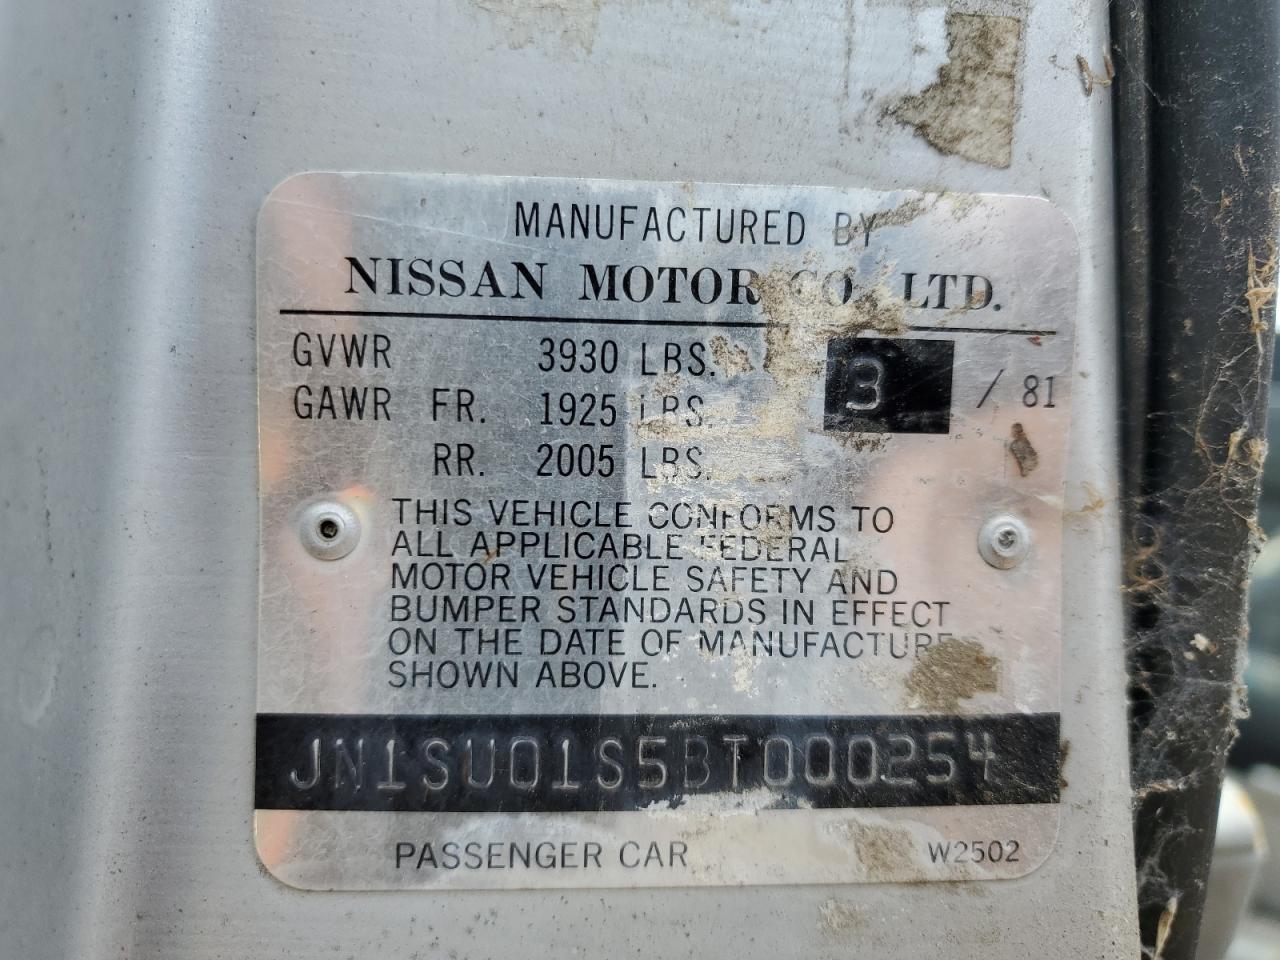 MANUFACTURED BY
NISSAN MOTOR CO., LTD.
GVWR 3930 LBS.
3 / 81
GAWR FR. 1925 LBS.
RR. 2005 LBS.
THIS VEHICLE CONFORMS TO
ALL APPLICABLE FEDERAL
MOTOR VEHICLE SAFETY AND
BUMPER STANDARDS IN EFFECT
ON THE DATE OF MANUFACTURE
SHOWN ABOVE.
JN1SU01S5BT000254
PASSENGER CAR W2502